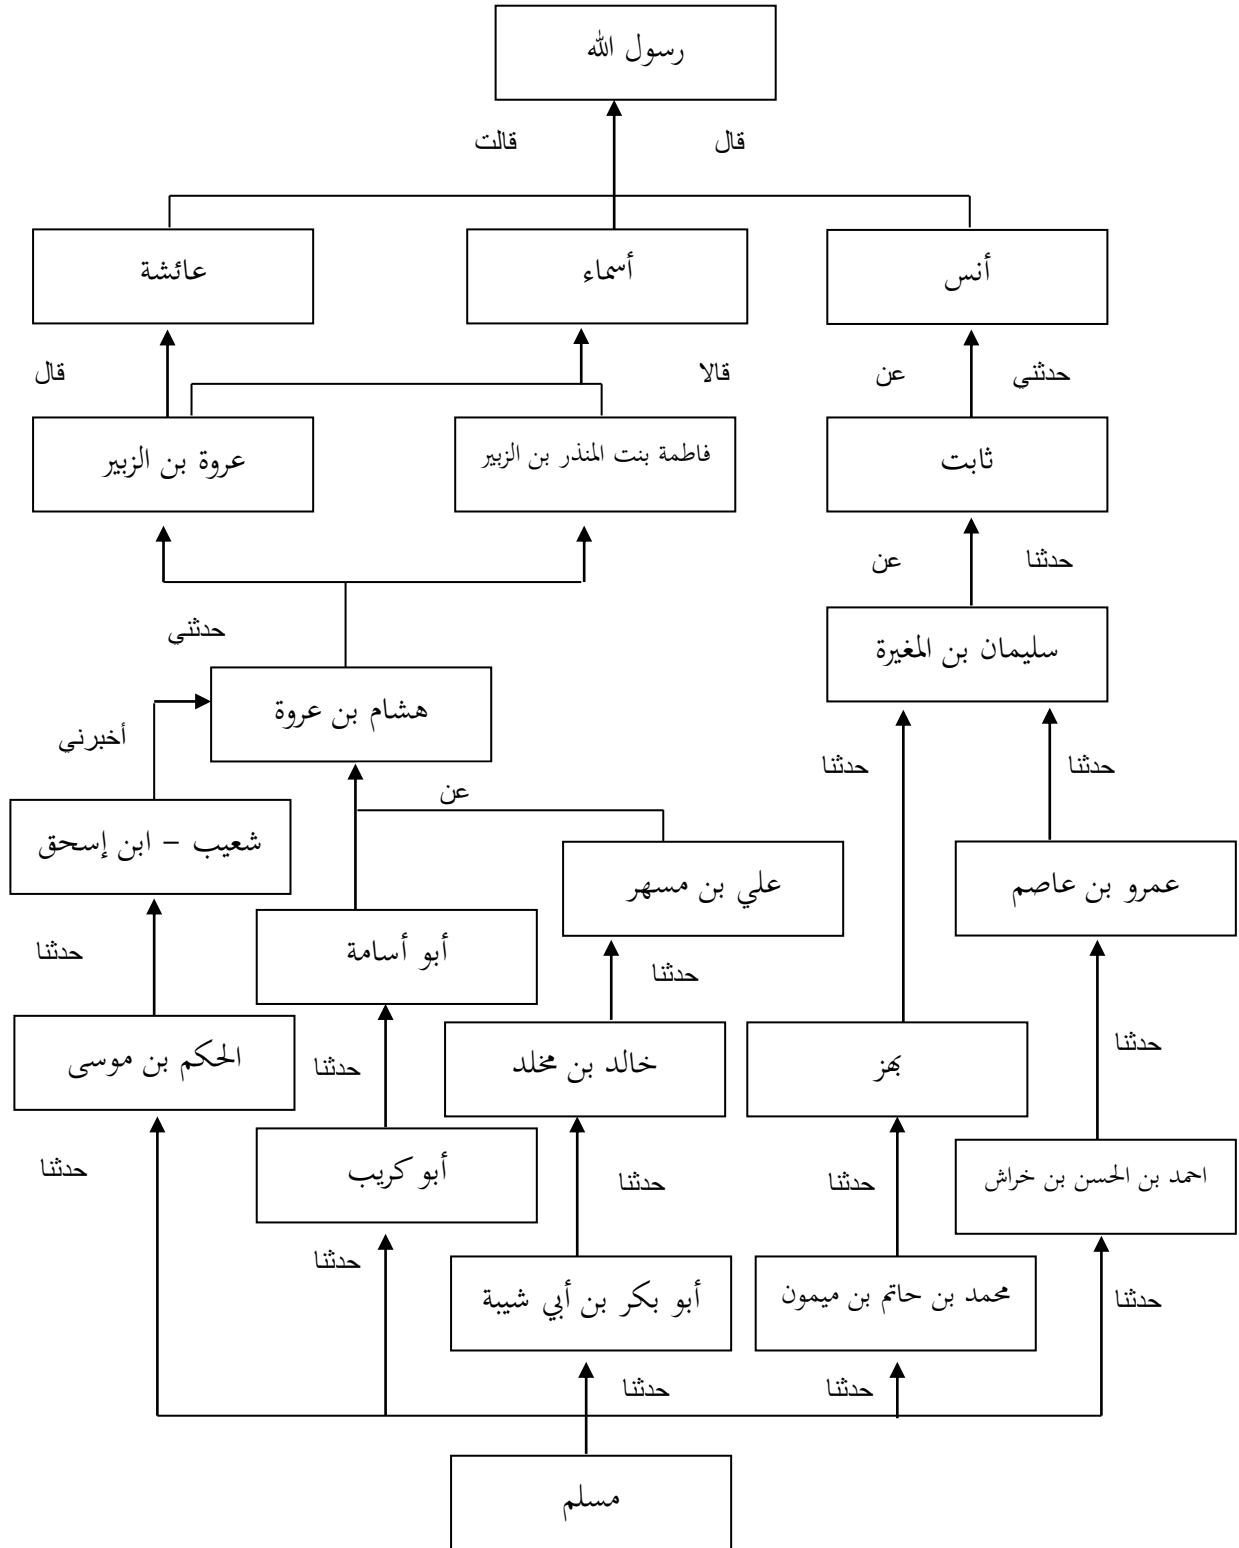 رسول الله
قال
قالت
أنس
أسماء
عائشة
حدثني
عن
قالا
قال
ثابت
فاطمة بنت المنذر بن الزبير
عروة بن الزبير
حدثنا
عن
حدثني
سليمان بن المغيرة
هشام بن عروة
أخبرني
حدثنا
حدثنا
عن
شعيب – ابن إسحق
عمرو بن عاصم
علي بن مسهر
أبو أسامة
حدثنا
حدثنا
حدثنا
بهز
خالد بن مخلد
الحكم بن موسى
حدثنا
احمد بن الحسن بن خراش
أبو كريب
حدثنا
حدثنا
حدثنا
حدثنا
محمد بن حاتم بن ميمون
أبو بكر بن أبي شيبة
حدثنا
حدثنا
حدثنا
مسلم